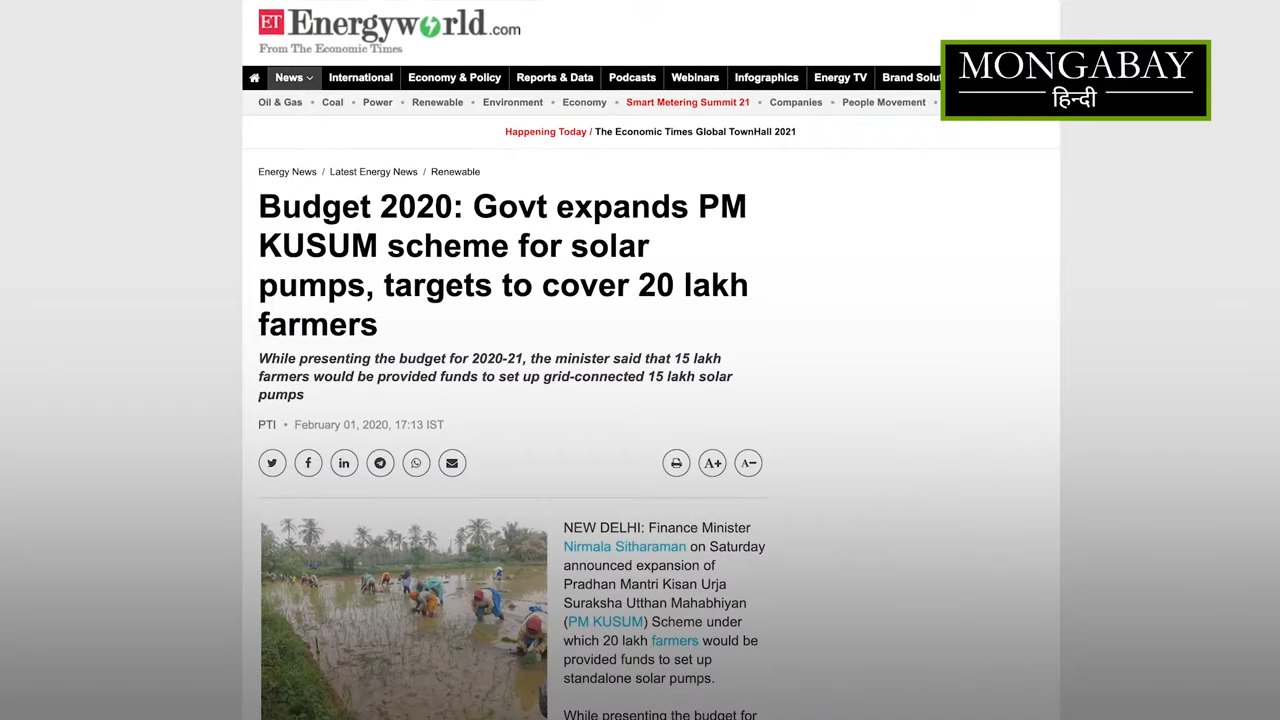 ET Energyworld.com
From The Economic Times
MONGABAY
हिन्दी
News International Economy & Policy Reports & Data Podcasts Webinars Infographics Energy TV Brand
Oil & Gas • Coal • Power • Renewable • Environment • Economy • Smart Metering Summit 21 • Companies • People Movement •
Happening Today / The Economic Times Global TownHall 2021
Energy News / Latest Energy News / Renewable
Budget 2020: Govt expands PM
KUSUM scheme for solar
pumps, targets to cover 20 lakh
farmers
While presenting the budget for 2020-21, the minister said that 15 lakh
farmers would be provided funds to set up grid-connected 15 lakh solar
pumps
PTI • February 01, 2020, 17:13 IST
A+ A−
NEW DELHI: Finance Minister
Nirmala Sitharaman on Saturday
announced expansion of
Pradhan Mantri Kisan Urja
Suraksha Utthan Mahabhiyan
(PM KUSUM) Scheme under
which 20 lakh farmers would be
provided funds to set up
standalone solar pumps.
While presenting the budget for